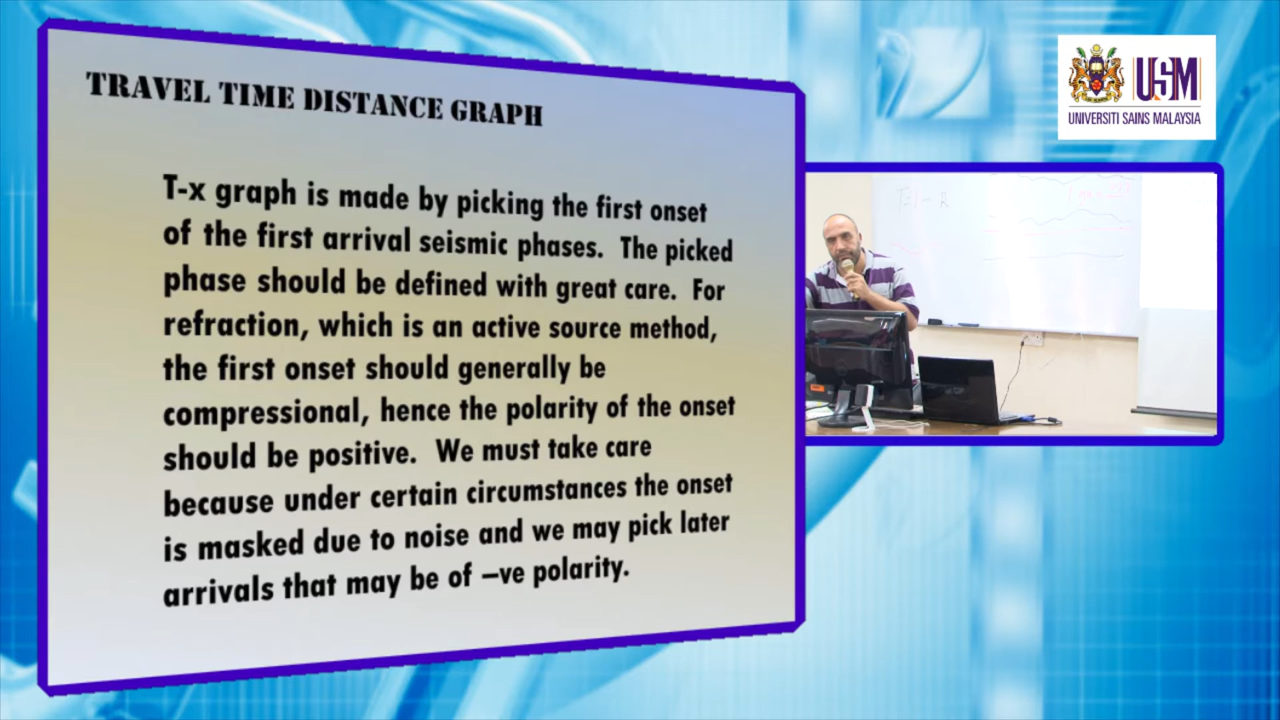 TRAVEL TIME DISTANCE GRAPH
T-x graph is made by picking the first onset
of the first arrival seismic phases. The picked
phase should be defined with great care. For
refraction, which is an active source method,
the first onset should generally be
compressional, hence the polarity of the onset
should be positive. We must take care
because under certain circumstances the onset
is masked due to noise and we may pick later
arrivals that may be of –ve polarity.
USM
UNIVERSITI SAINS MALAYSIA